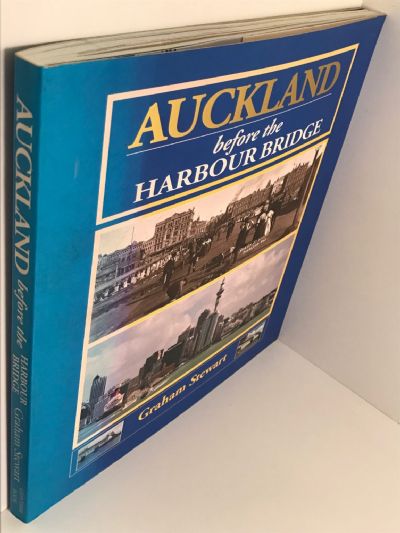 AUCKLAND
before the
HARBOUR BRIDGE
Graham Stewart
AUCKLAND before the HARBOUR BRIDGE Graham Stewart